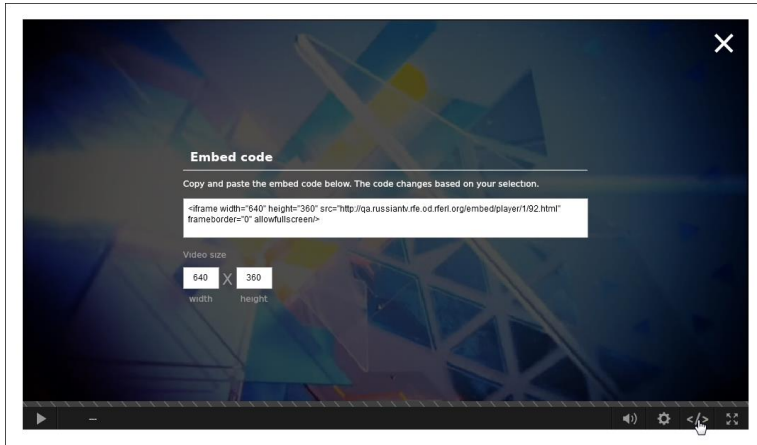 Embed code
Copy and paste the embed code below. The code changes based on your selection.
<iframe width="640" height="360" src="http://qa.russiantv.rfe.od.rferl.org/embed/player/1/92.html"
frameborder="0" allowfullscreen/>
Video size
640 X 360
width height